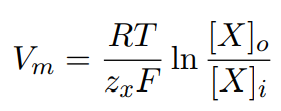 V_m = \frac{RT}{z_x F} \ln \frac{[X]_o}{[X]_i}